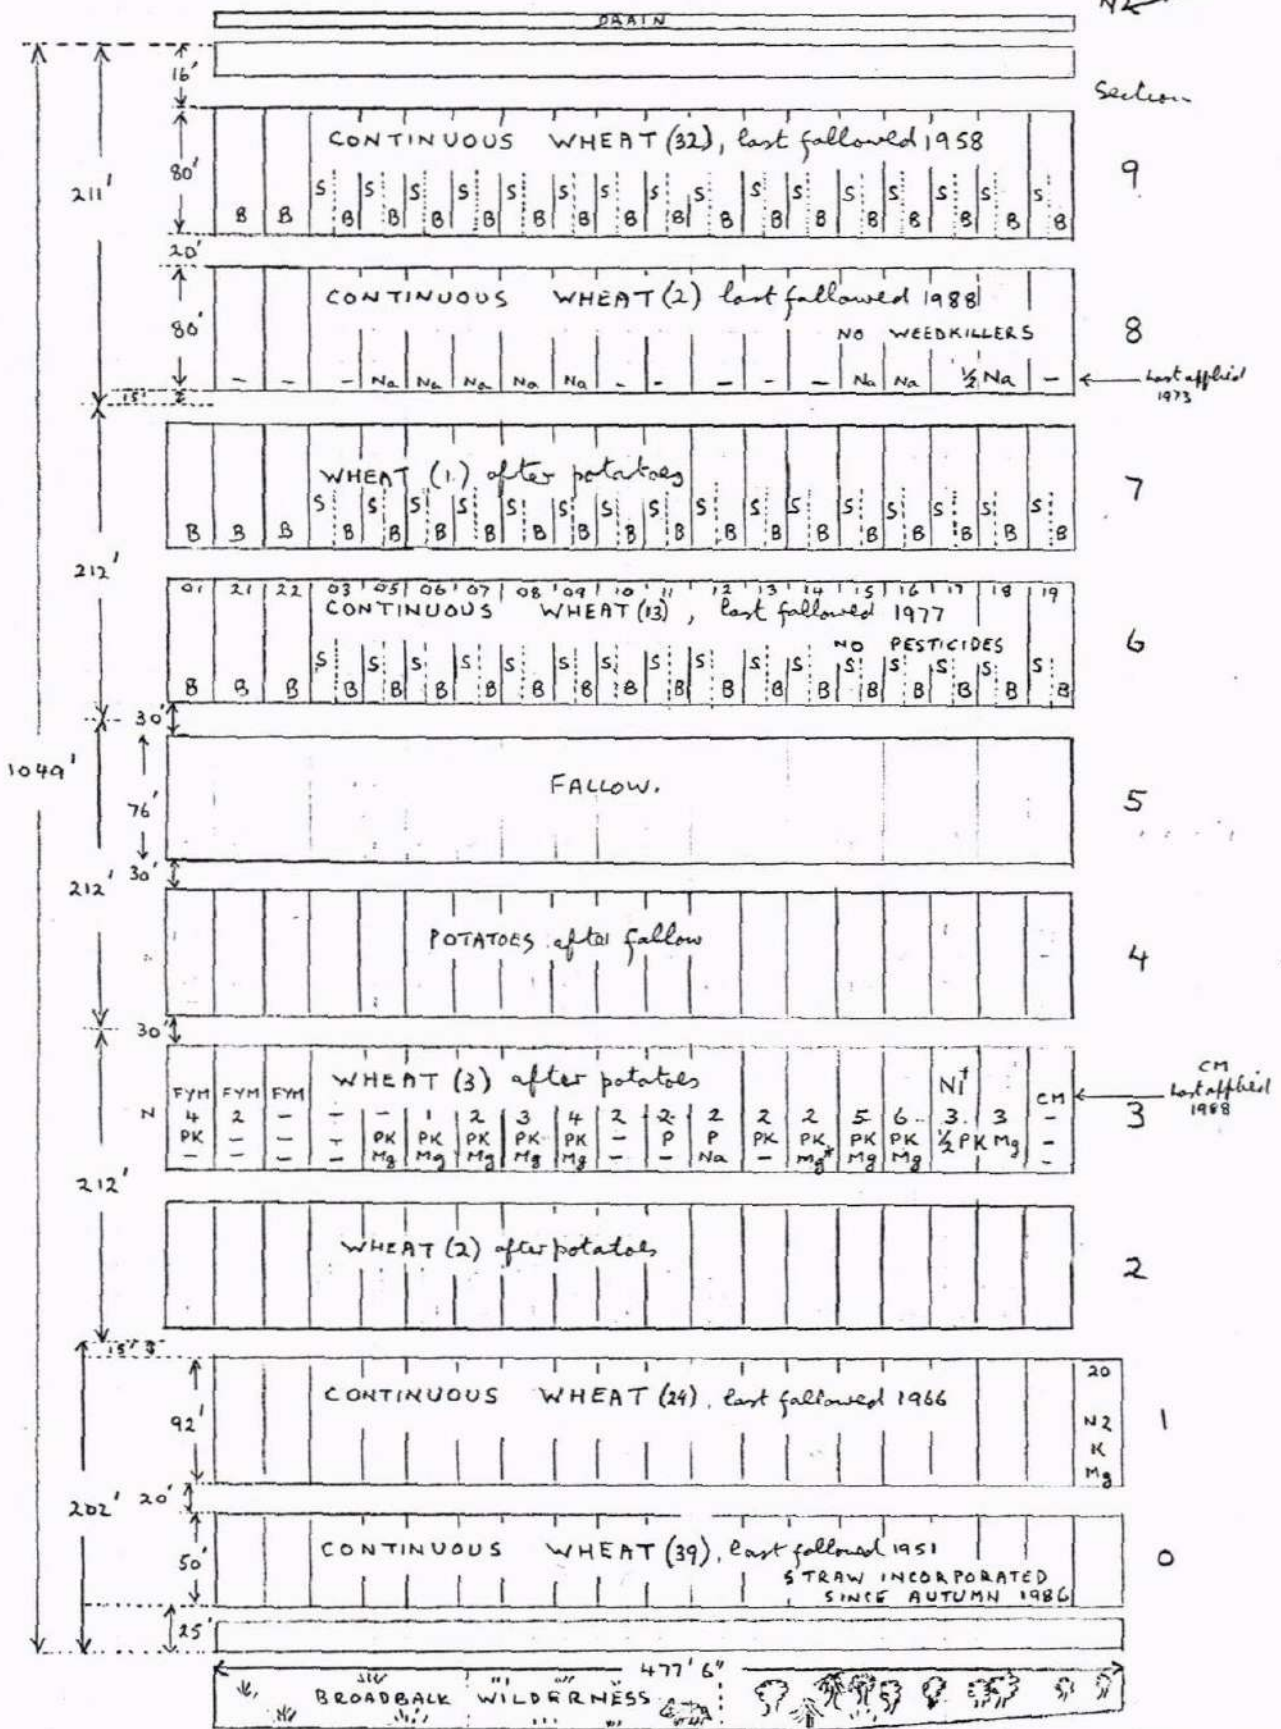 DRAIN
N
16'
Section
CONTINUOUS WHEAT (32), last fallowed 1958
9
80'
211'
S S S S S S S S S S S S S S S S
B B B B B B B B B B B B B B B B B B
20'
CONTINUOUS WHEAT (2) last fallowed 1988
80'
NO WEEDKILLERS
8
- - - Na Na Na Na Na - - - - - Na Na ½ Na -
Last applied
1973
15'
WHEAT (1) after potatoes
7
S S S S S S S S S S S S S S S S
B B B B B B B B B B B B B B B B B B B
212'
01 21 22 03 05 06 07 08 09 10 11 12 13 14 15 16 17 18 19
CONTINUOUS WHEAT (13), last fallowed 1977
NO PESTICIDES
6
S S S S S S S S S S S S S S S S
B B B B B B B B B B B B B B B B B B B
30'
1049'
FALLOW.
5
76'
212'
30'
POTATOES after fallow
4
30'
WHEAT (3) after potatoes
CM
Last applied
1988
FYM FYM FYM N1† CM
N 4 2 - - - 1 2 3 4 2 2 2 2 2 5 6 3 3 -
3
PK - - - PK PK PK PK PK - P P PK PK PK PK ½ PK Mg -
- - - - Mg Mg Mg Mg Mg - - Na - Mg* Mg Mg -
212'
WHEAT (2) after potatoes
2
15'
CONTINUOUS WHEAT (24), last fallowed 1966
20
92'
N2
1
K
Mg
202'
20'
CONTINUOUS WHEAT (39), last fallowed 1951
0
50'
STRAW INCORPORATED
SINCE AUTUMN 1986
25'
477' 6"
BROADBALK WILDERNESS